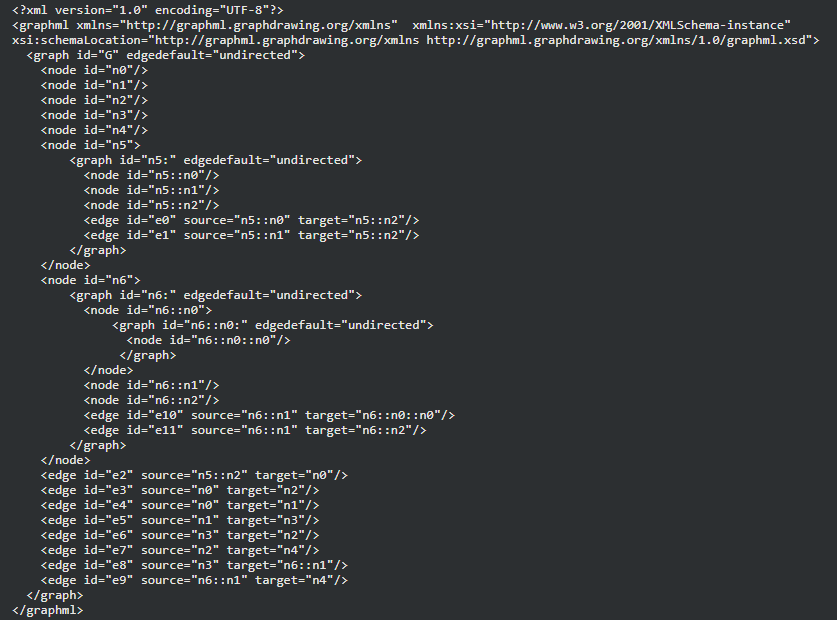 <?xml version="1.0" encoding="UTF-8"?>
<graphml xmlns="http://graphml.graphdrawing.org/xmlns"  xmlns:xsi="http://www.w3.org/2001/XMLSchema-instance"
xsi:schemaLocation="http://graphml.graphdrawing.org/xmlns http://graphml.graphdrawing.org/xmlns/1.0/graphml.xsd">
  <graph id="G" edgedefault="undirected">
    <node id="n0"/>
    <node id="n1"/>
    <node id="n2"/>
    <node id="n3"/>
    <node id="n4"/>
    <node id="n5">
        <graph id="n5:" edgedefault="undirected">
          <node id="n5::n0"/>
          <node id="n5::n1"/>
          <node id="n5::n2"/>
          <edge id="e0" source="n5::n0" target="n5::n2"/>
          <edge id="e1" source="n5::n1" target="n5::n2"/>
        </graph>
    </node>
    <node id="n6">
        <graph id="n6:" edgedefault="undirected">
          <node id="n6::n0">
              <graph id="n6::n0:" edgedefault="undirected">
                <node id="n6::n0::n0"/>
               </graph>
          </node>
          <node id="n6::n1"/>
          <node id="n6::n2"/>
          <edge id="e10" source="n6::n1" target="n6::n0::n0"/>
          <edge id="e11" source="n6::n1" target="n6::n2"/>
        </graph>
    </node>
    <edge id="e2" source="n5::n2" target="n0"/>
    <edge id="e3" source="n0" target="n2"/>
    <edge id="e4" source="n0" target="n1"/>
    <edge id="e5" source="n1" target="n3"/>
    <edge id="e6" source="n3" target="n2"/>
    <edge id="e7" source="n2" target="n4"/>
    <edge id="e8" source="n3" target="n6::n1"/>
    <edge id="e9" source="n6::n1" target="n4"/>
  </graph>
</graphml>